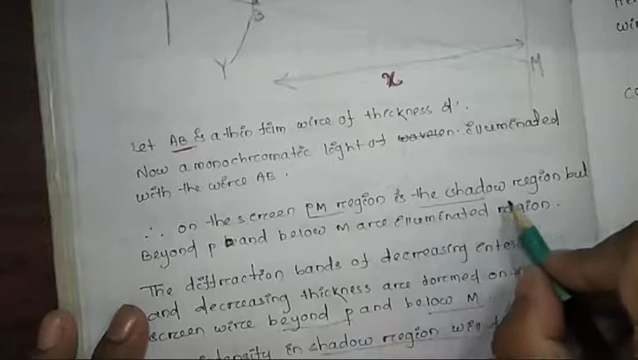 B
Y
x
M
Let AB is a thin film wire of thickness 'd'.
Now a monochromatic light of illuminated
with the wire AB.
∴ on the screen PM region is the shadow region but
Beyond P and below M are illuminated region.
The diffraction bands of decreasing
and decreasing thickness are formed on
screen wire beyond P and below M.
in shadow region